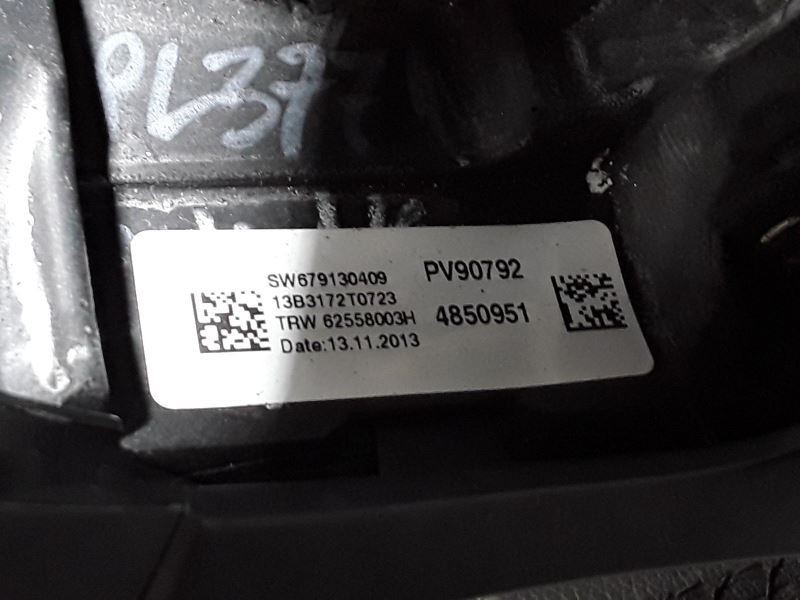 PL37
SW679130409
13B3172T0723
TRW 62558003H
Date:13.11.2013
PV90792
4850951